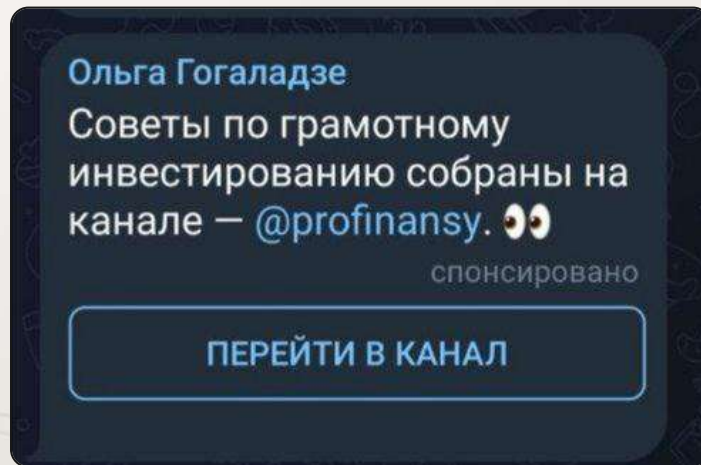 Ольга Гогаладзе
Советы по грамотному
инвестированию собраны на
канале — @profinansy. 👀
спонсировано
ПЕРЕЙТИ В КАНАЛ